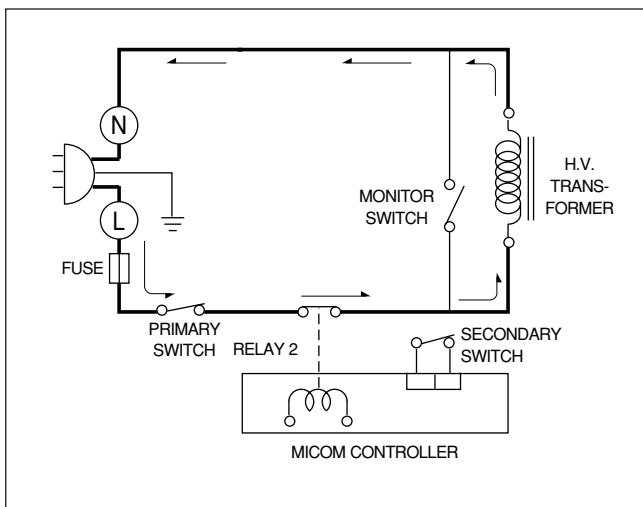 N
L
FUSE
PRIMARY
SWITCH
RELAY 2
MONITOR
SWITCH
H.V.
TRANS-
FORMER
SECONDARY
SWITCH
MICOM CONTROLLER